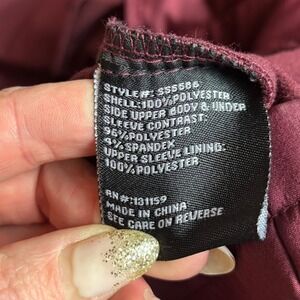 STYLE#: SS5686
SHELL:100%POLYESTER
SIDE UPPER BODY & UNDER
SLEEVE CONTRAST:
96%POLYESTER
4% SPANDEX
UPPER SLEEVE LINING:
100%POLYESTER
RN#:131159
MADE IN CHINA
SEE CARE ON REVERSE